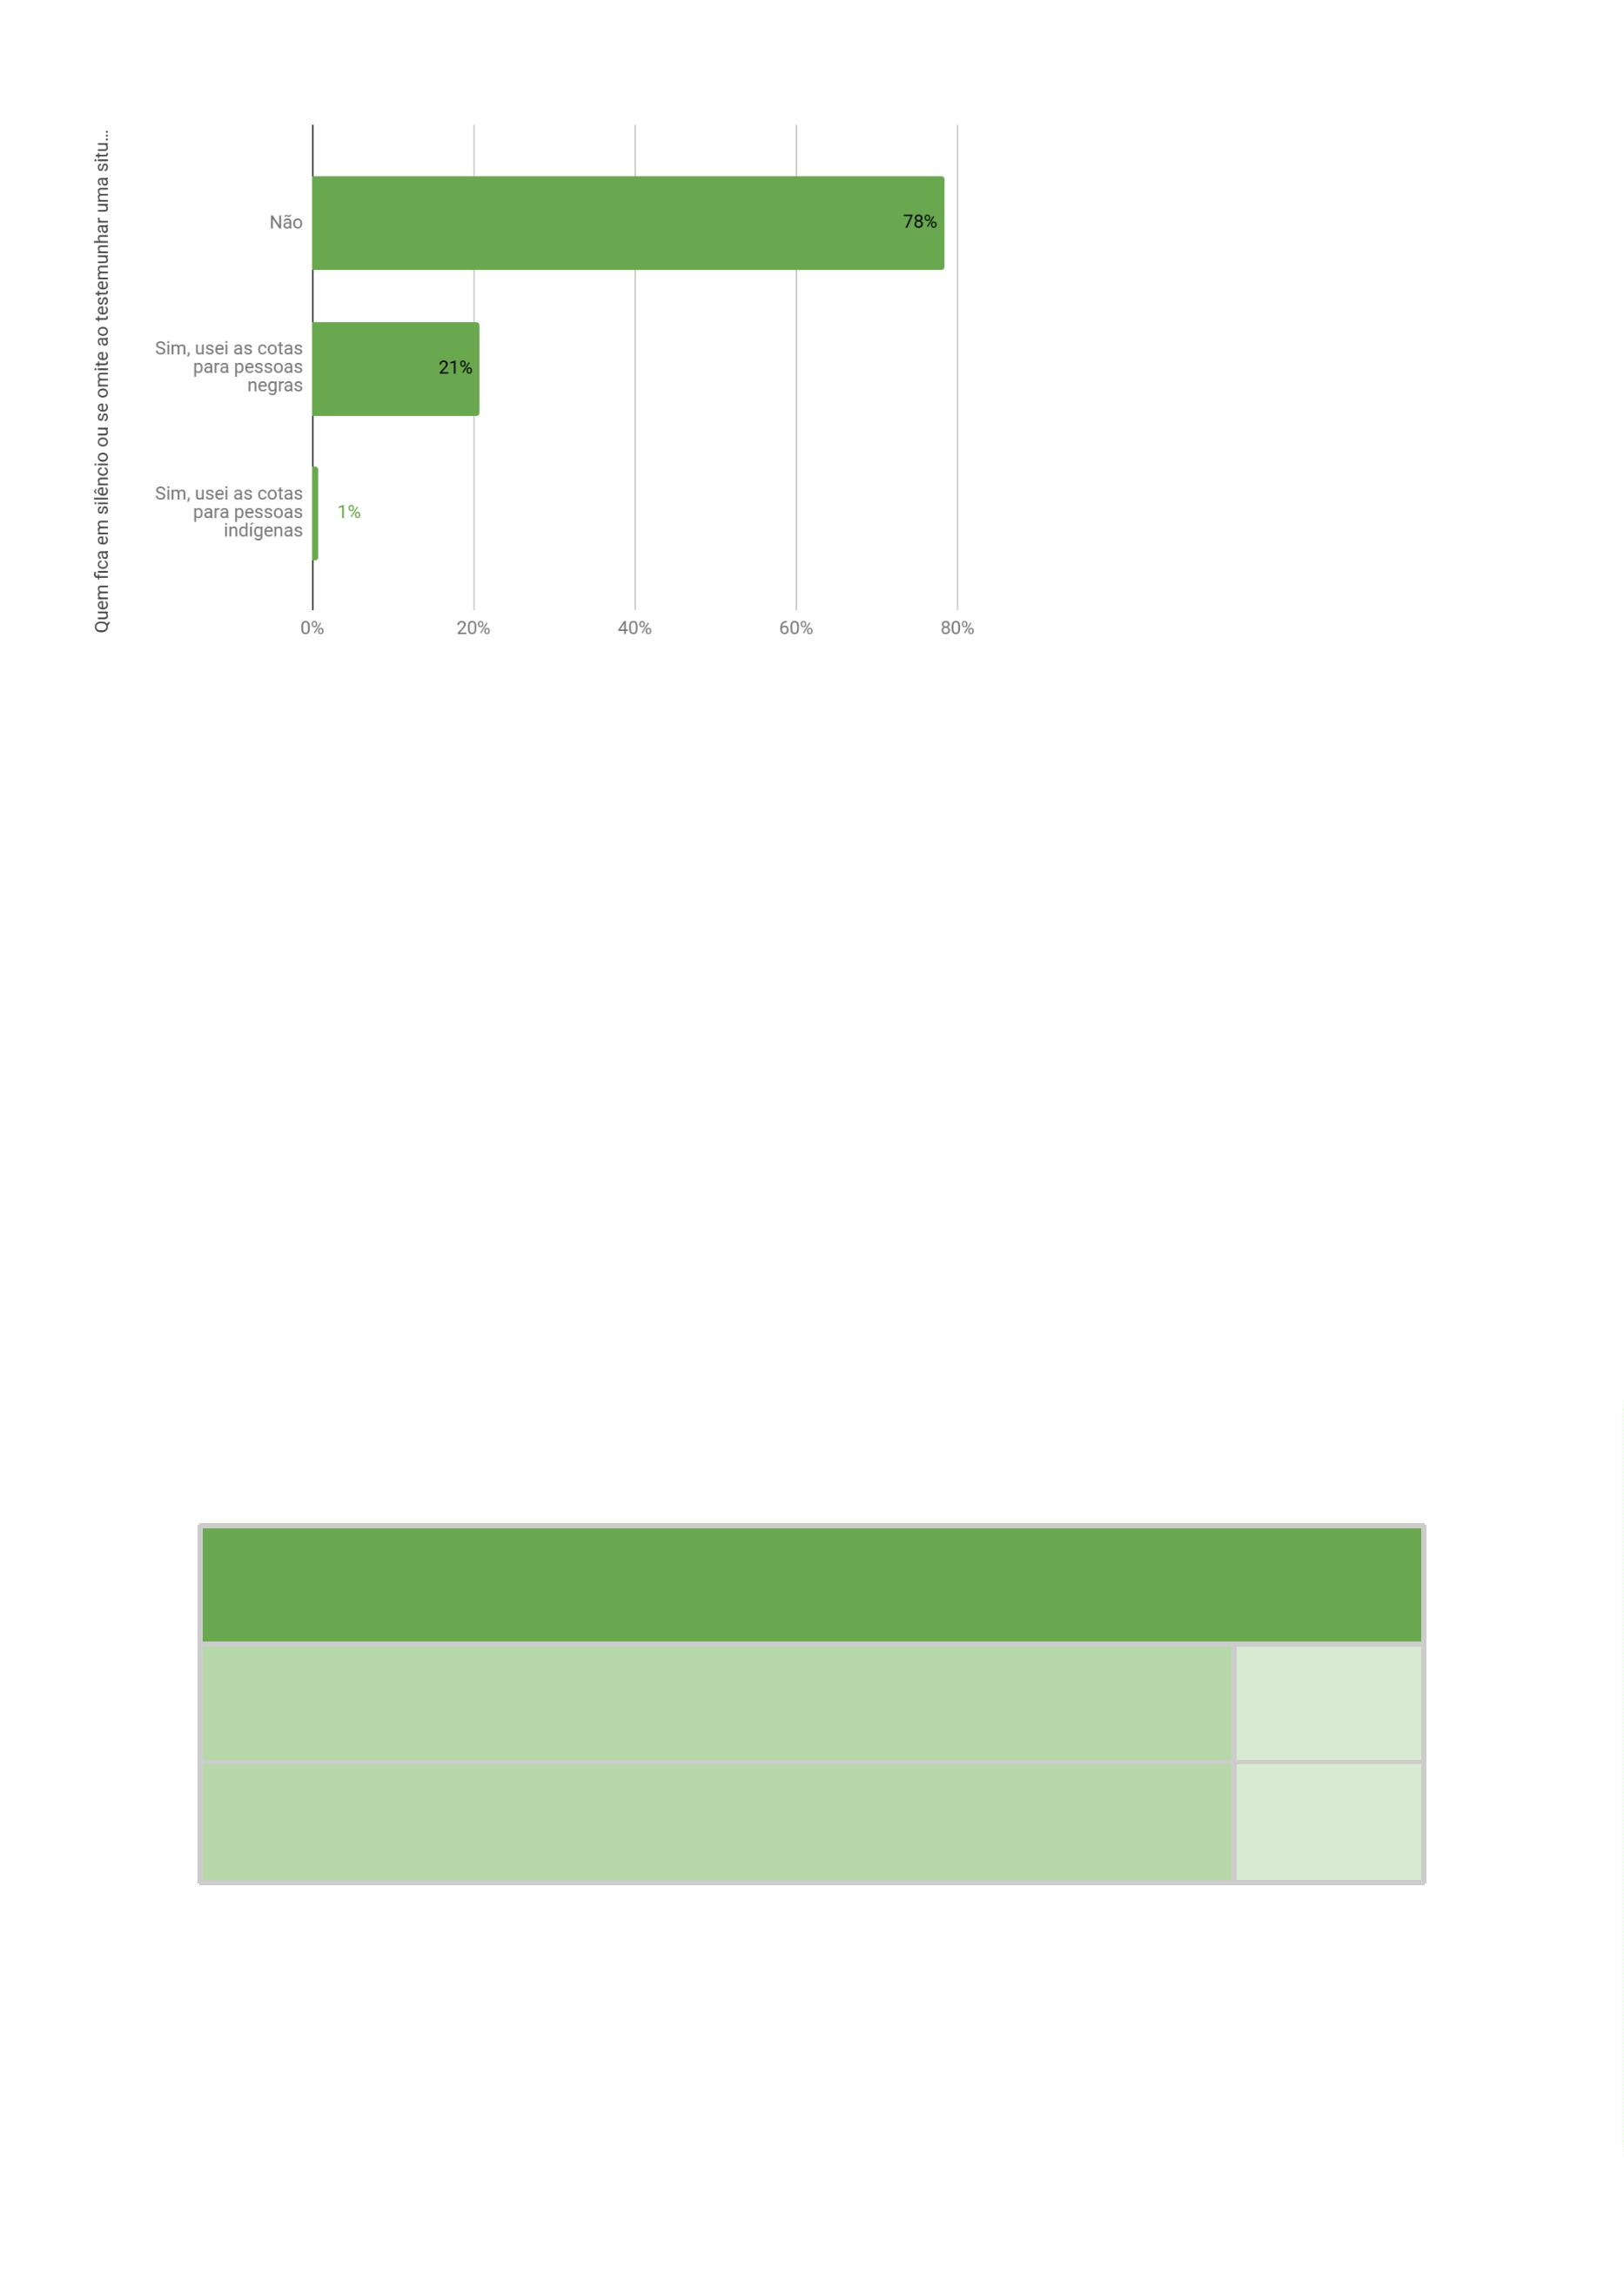 Quem fica em silêncio ou se omite ao testemunhar uma situ...
Não
78%
Sim, usei as cotas
para pessoas
negras
21%
Sim, usei as cotas
para pessoas
indígenas
1%
0%
20%
40%
60%
80%